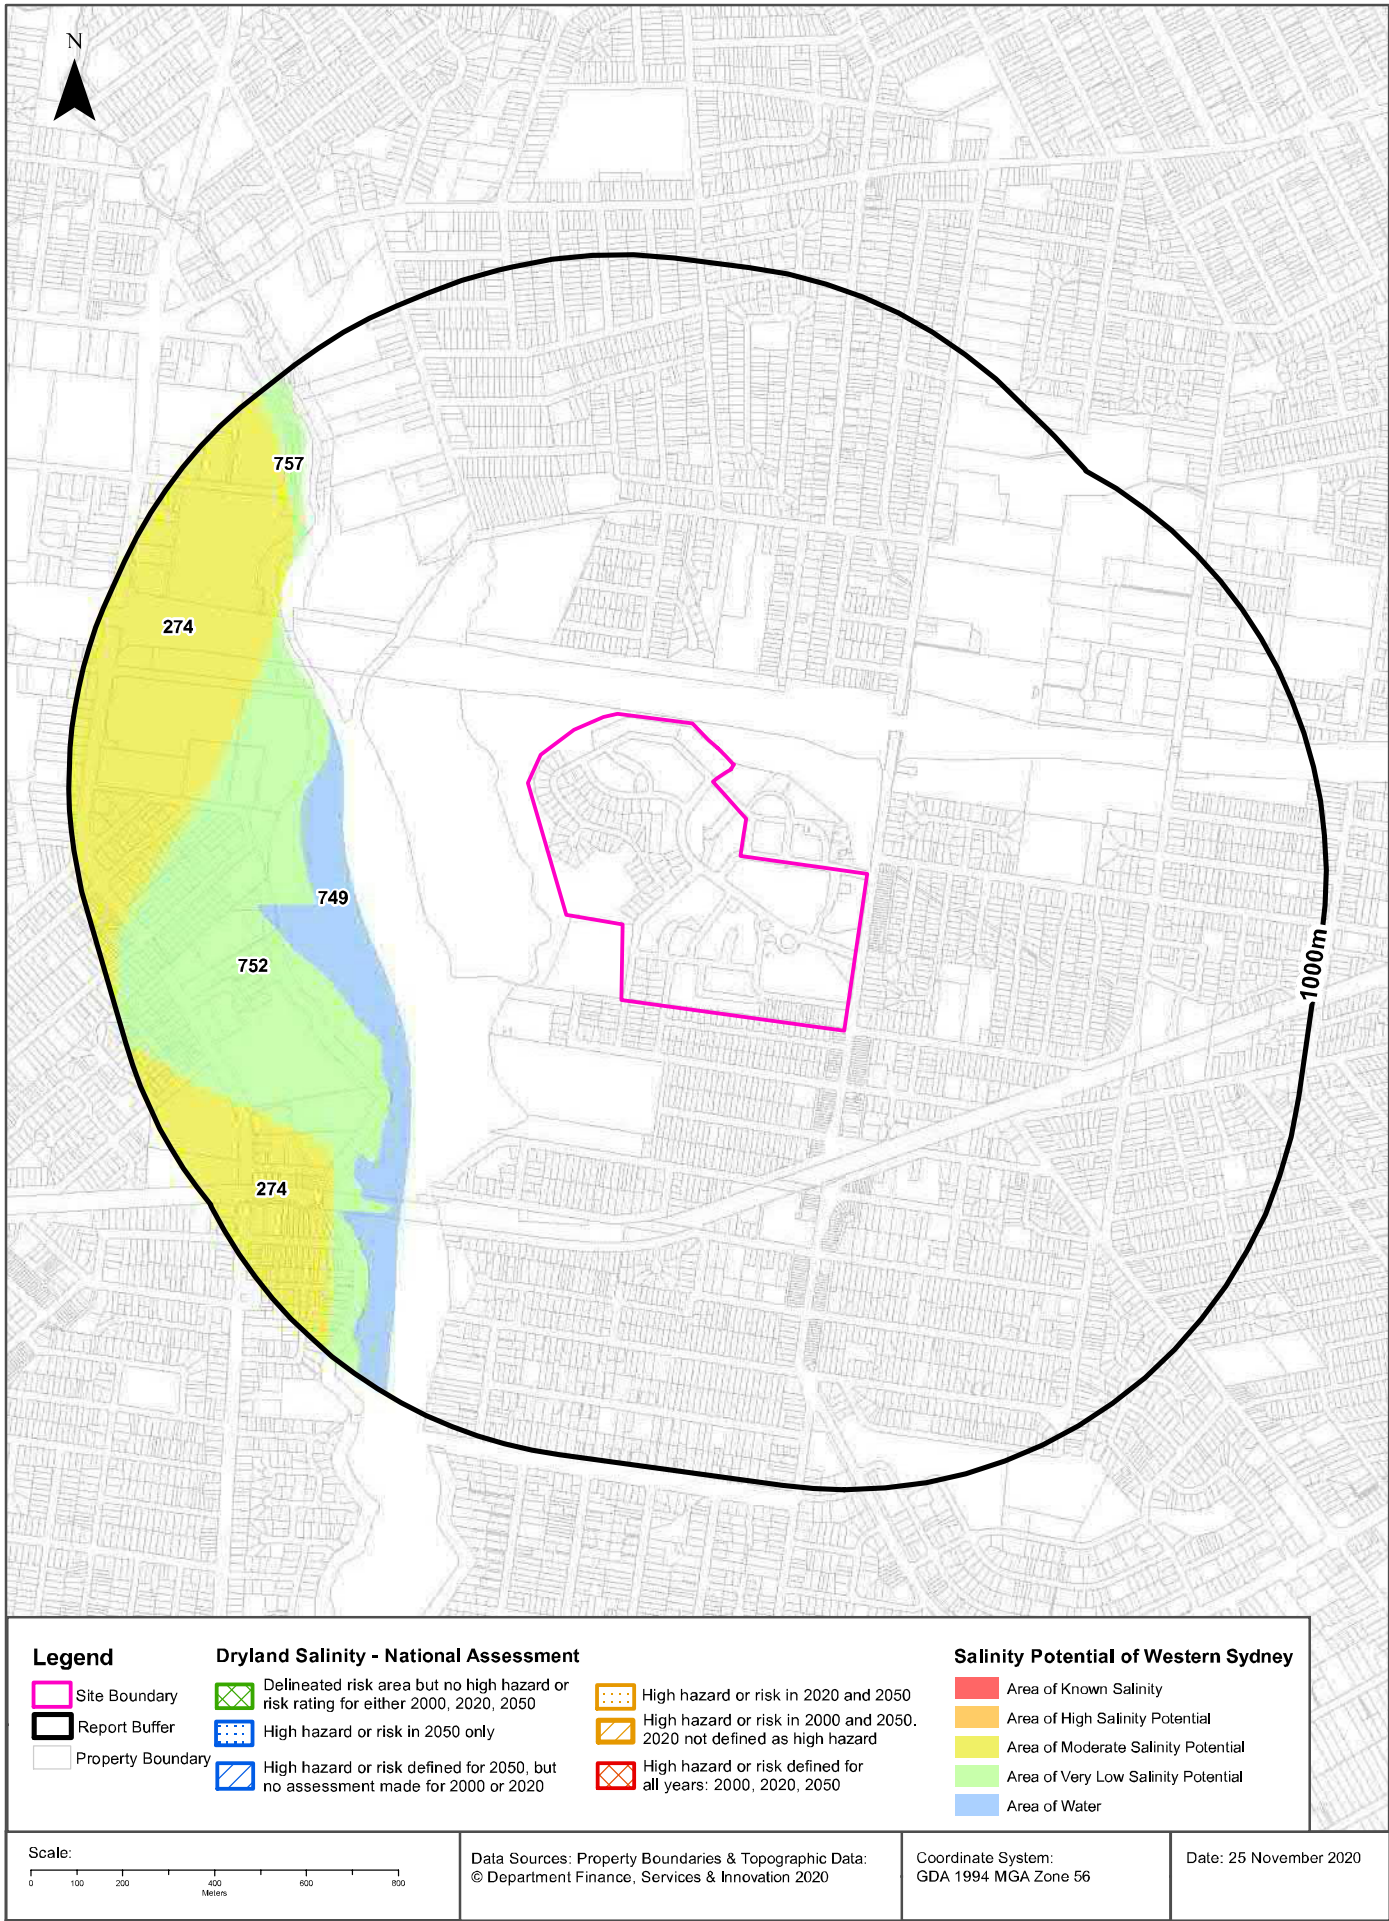 N
757
274
749
752
274
1000m
Legend
Site Boundary
Report Buffer
Property Boundary
Dryland Salinity - National Assessment
Delineated risk area but no high hazard or
risk rating for either 2000, 2020, 2050
High hazard or risk in 2050 only
High hazard or risk defined for 2050, but
no assessment made for 2000 or 2020
High hazard or risk in 2020 and 2050
High hazard or risk in 2000 and 2050.
2020 not defined as high hazard
High hazard or risk defined for
all years: 2000, 2020, 2050
Salinity Potential of Western Sydney
Area of Known Salinity
Area of High Salinity Potential
Area of Moderate Salinity Potential
Area of Very Low Salinity Potential
Area of Water
Scale:
0 100 200 400 600 800
Meters
Data Sources: Property Boundaries & Topographic Data:
© Department Finance, Services & Innovation 2020
Coordinate System:
GDA 1994 MGA Zone 56
Date: 25 November 2020